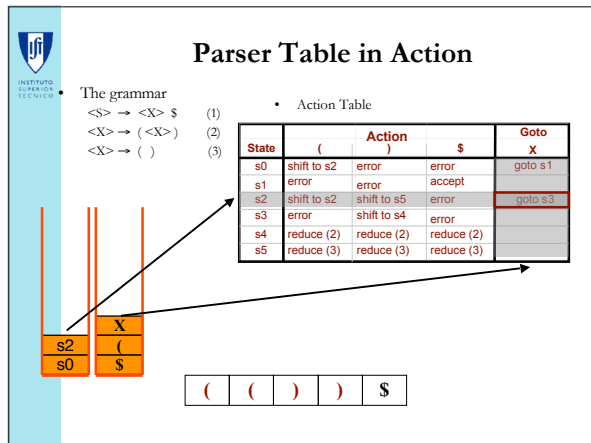 INSTITUTO
SUPERIOR
TÉCNICO
Parser Table in Action
• The grammar
<S> → <X> $ (1)
<X> → ( <X> ) (2)
<X> → ( ) (3)
• Action Table
Action Goto
State ( ) $ X
s0 shift to s2 error error goto s1
s1 error error accept
s2 shift to s2 shift to s5 error goto s3
s3 error shift to s4 error
s4 reduce (2) reduce (2) reduce (2)
s5 reduce (3) reduce (3) reduce (3)
X
s2 (
s0 $
( ( ) ) $